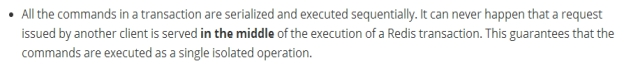 • All the commands in a transaction are serialized and executed sequentially. It can never happen that a request
issued by another client is served in the middle of the execution of a Redis transaction. This guarantees that the
commands are executed as a single isolated operation.